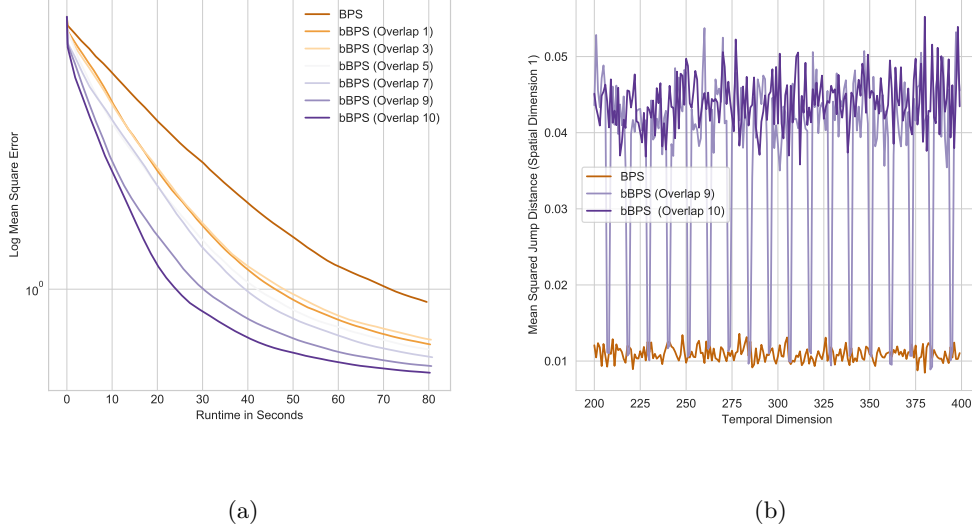 Log Mean Square Error
10⁰
BPS
bBPS (Overlap 1)
bBPS (Overlap 3)
bBPS (Overlap 5)
bBPS (Overlap 7)
bBPS (Overlap 9)
bBPS (Overlap 10)
0 10 20 30 40 50 60 70 80
Runtime in Seconds
(a)
Mean Squared Jump Distance (Spatial Dimension 1)
0.05
0.04
0.03
0.02
0.01
BPS
bBPS (Overlap 9)
bBPS (Overlap 10)
200 225 250 275 300 325 350 375 400
Temporal Dimension
(b)